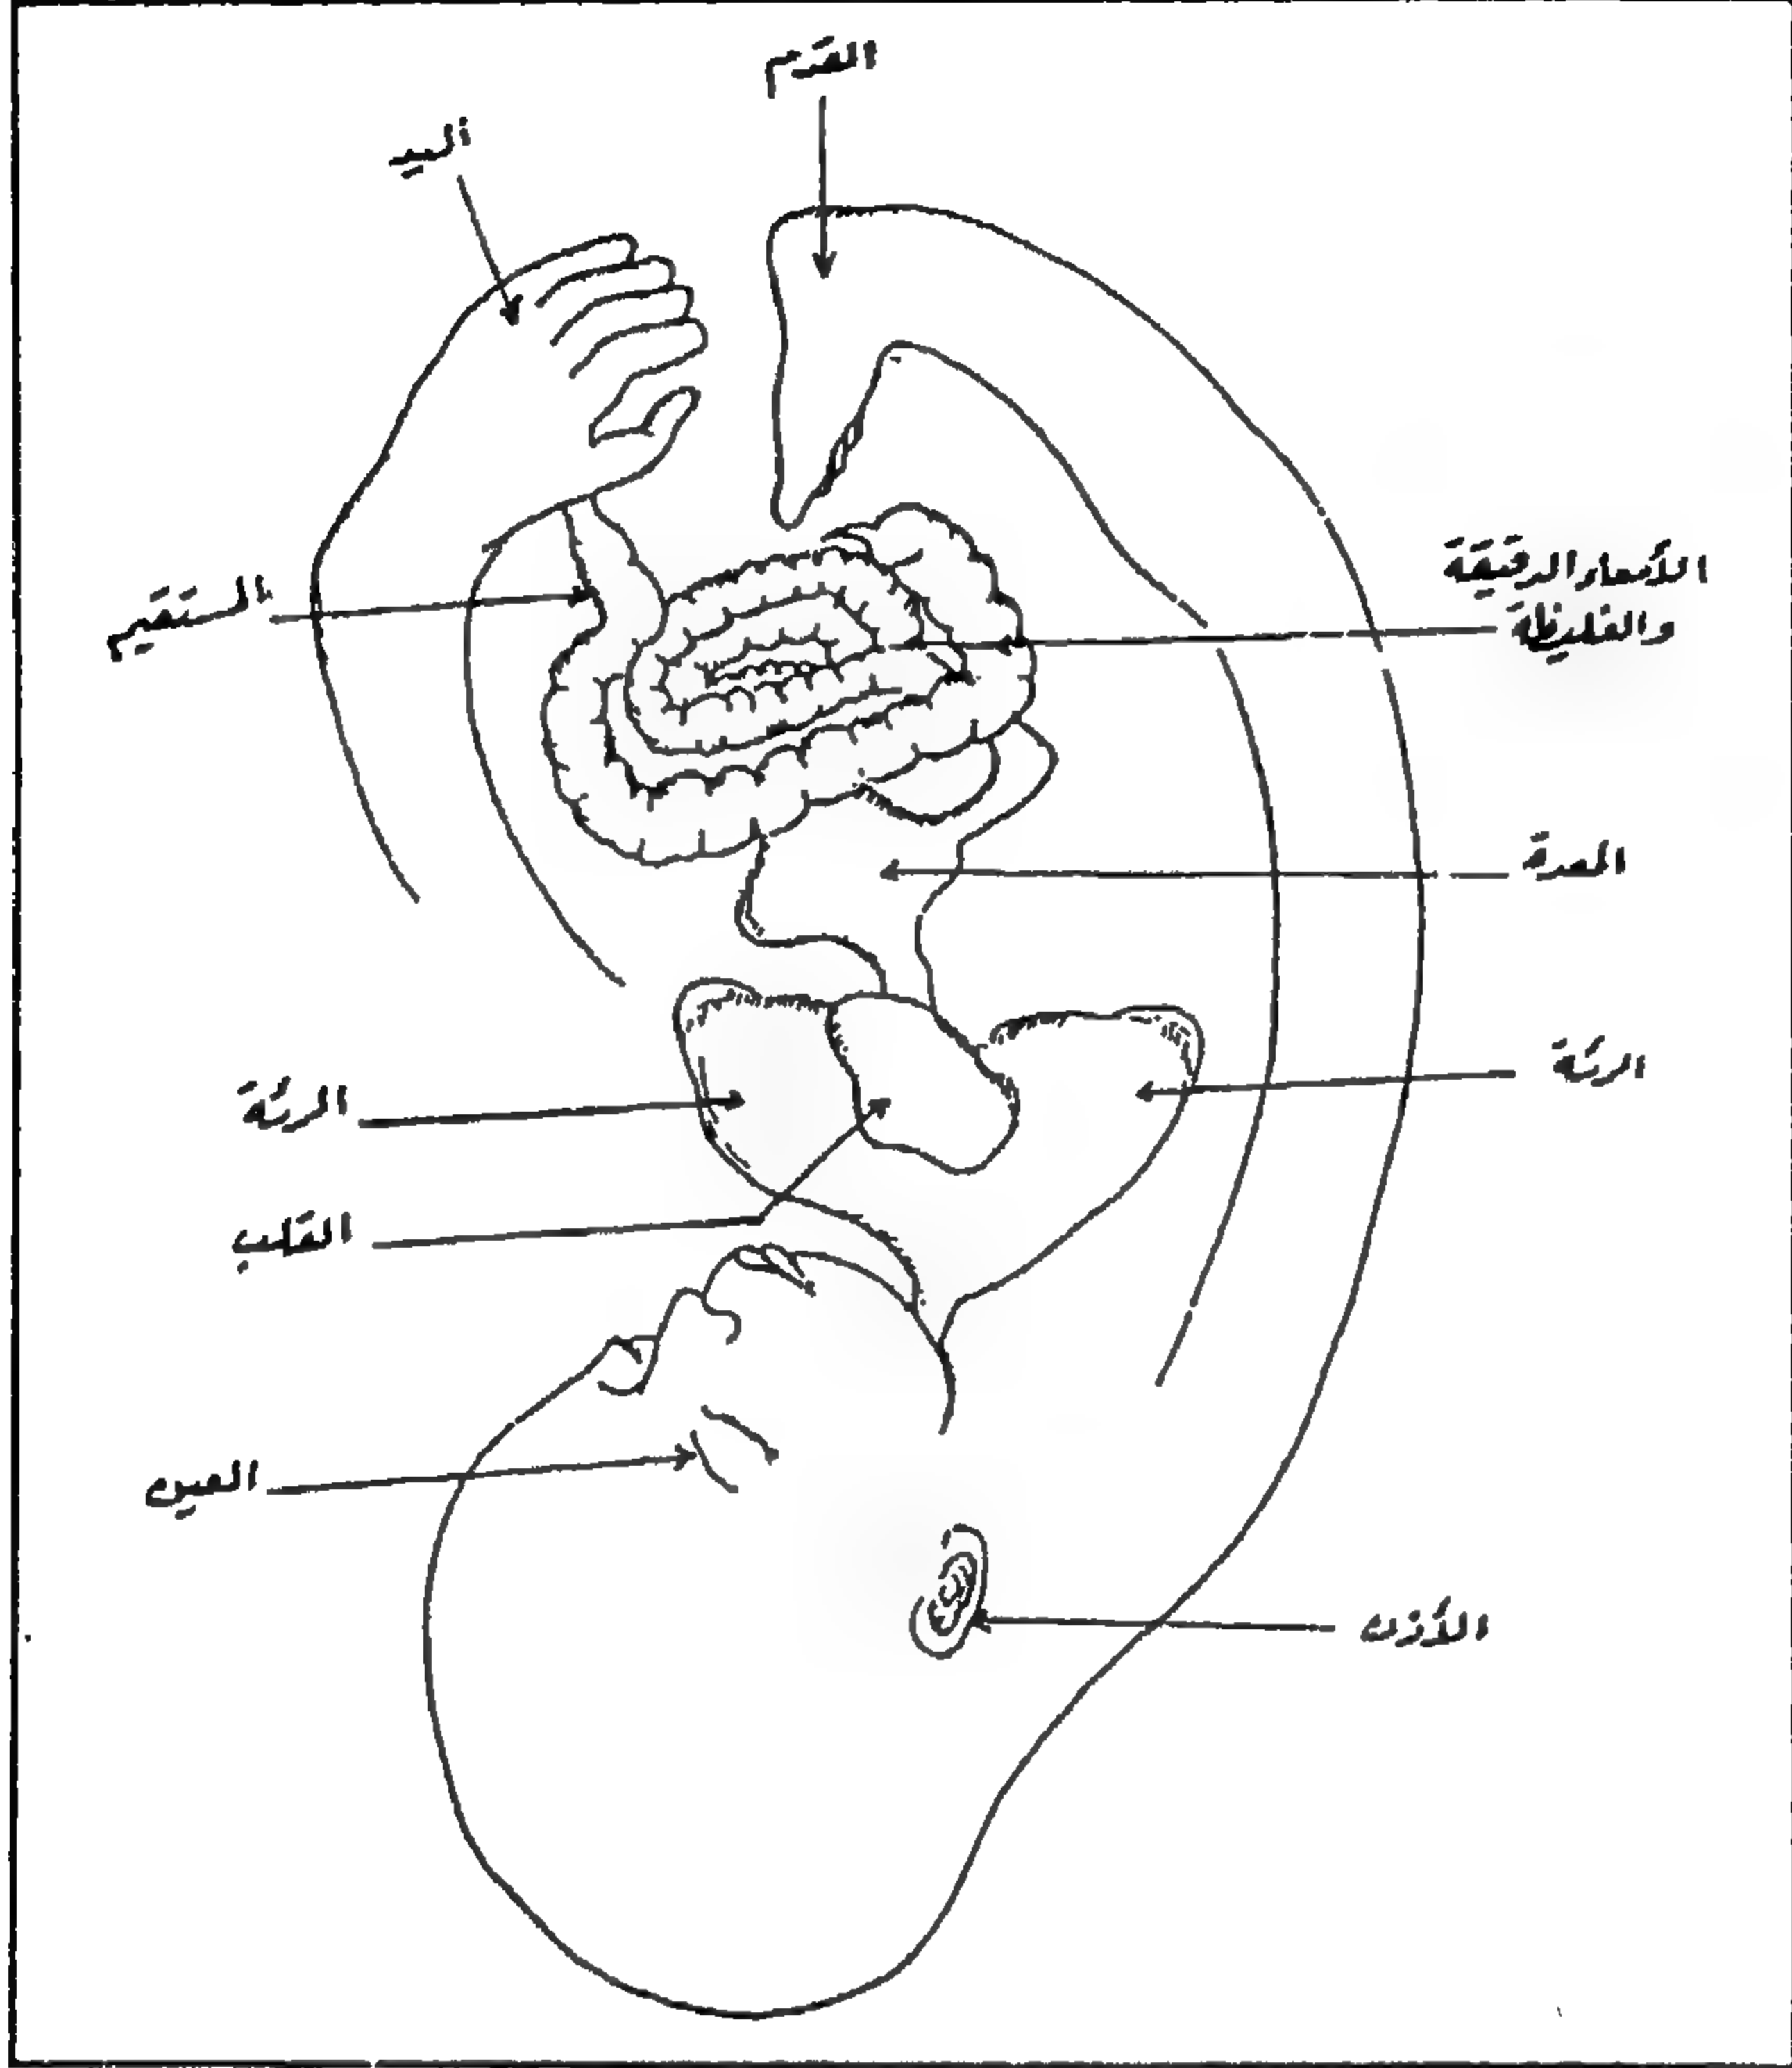 القدم
اليد
الأمعاء الدقيقة
والغليظة
المستقيم
المعدة
الرئة
الرئة
القلب
العين
الأذن